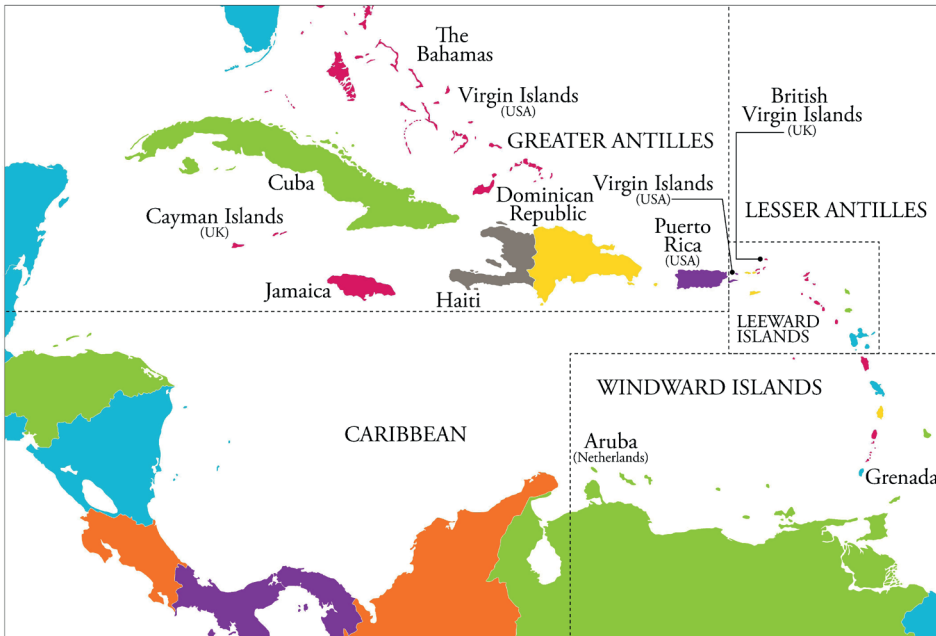 The
Bahamas
Virgin Islands
(USA)
British
Virgin Islands
(UK)
GREATER ANTILLES
Cuba
Dominican
Republic
Virgin Islands
(USA)
LESSER ANTILLES
Cayman Islands
(UK)
Puerto
Rica
(USA)
Jamaica
Haiti
LEEWARD
ISLANDS
WINDWARD ISLANDS
CARIBBEAN
Aruba
(Netherlands)
Grenada